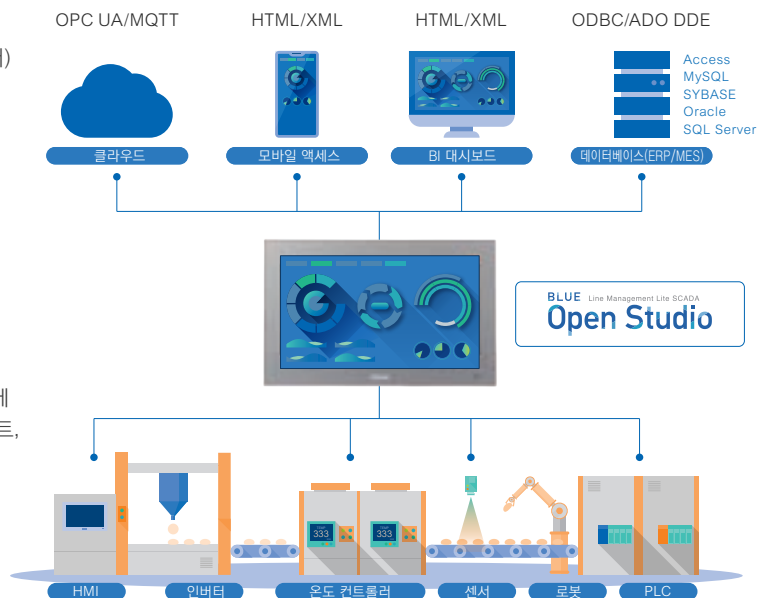 OPC UA/MQTT
HTML/XML
HTML/XML
ODBC/ADO DDE
Access
MySQL
SYBASE
Oracle
SQL Server
클라우드
모바일 액세스
BI 대시보드
데이터베이스(ERP/MES)
BLUE Line Management Lite SCADA
Open Studio
에
트,
333
333
HMI
인버터
온도 컨트롤러
센서
로봇
PLC